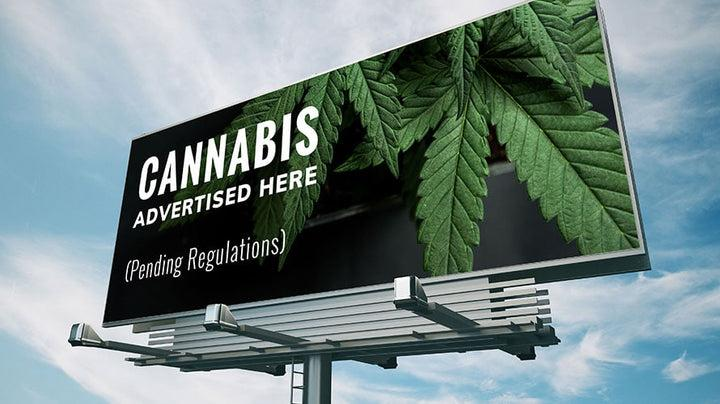 CANNABIS
ADVERTISED HERE
(Pending Regulations)